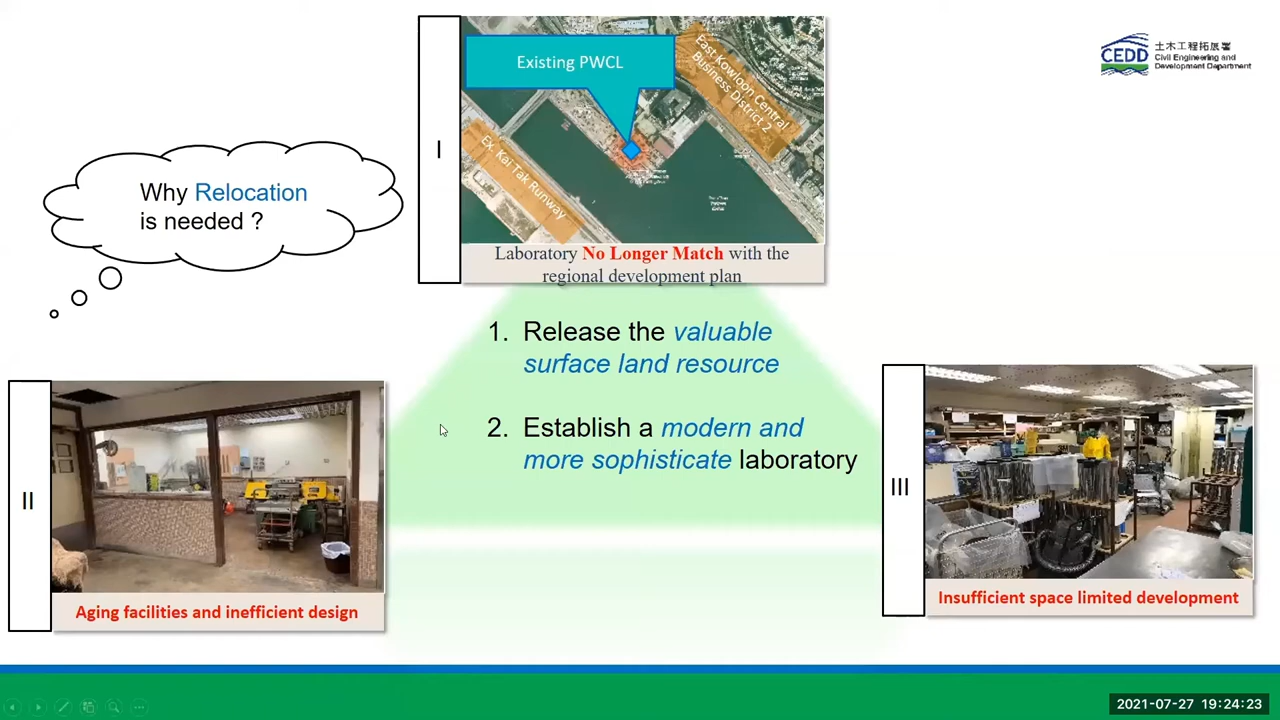 Existing PWCL
East Kowloon Central
Business District 2
Ex. Kai Tak Runway
I
Laboratory No Longer Match with the
regional development plan
CEDD
土木工程拓展署
Civil Engineering and
Development Department
Why Relocation
is needed ?
1. Release the valuable
surface land resource
2. Establish a modern and
more sophisticate laboratory
II
Aging facilities and inefficient design
III
Insufficient space limited development
2021-07-27 19:24:23